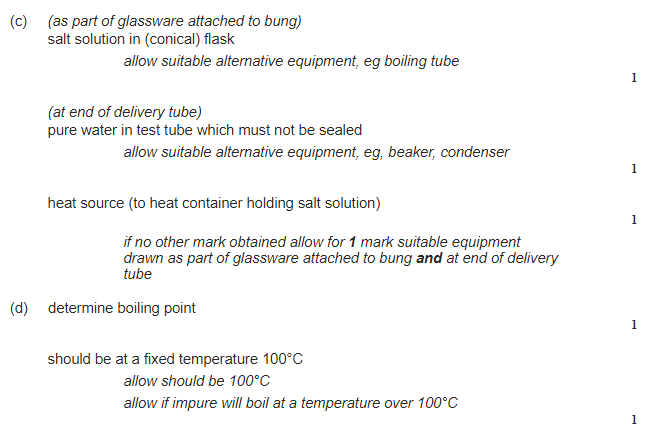 (c) (as part of glassware attached to bung)
salt solution in (conical) flask
allow suitable alternative equipment, eg boiling tube
1
(at end of delivery tube)
pure water in test tube which must not be sealed
allow suitable alternative equipment, eg, beaker, condenser
1
heat source (to heat container holding salt solution)
1
if no other mark obtained allow for 1 mark suitable equipment
drawn as part of glassware attached to bung and at end of delivery
tube
(d) determine boiling point
1
should be at a fixed temperature 100°C
allow should be 100°C
allow if impure will boil at a temperature over 100°C
1